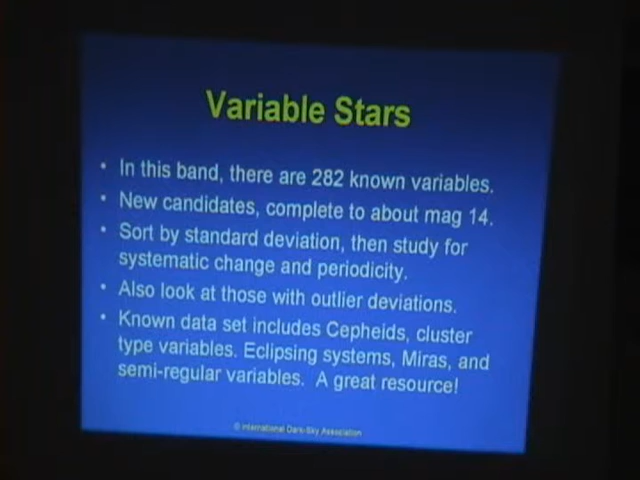 Variable Stars
• In this band, there are 282 known variables.
• New candidates, complete to about mag 14.
• Sort by standard deviation, then study for
systematic change and periodicity.
• Also look at those with outlier deviations.
• Known data set includes Cepheids, cluster
type variables. Eclipsing systems, Miras, and
semi-regular variables. A great resource!
© International Dark-Sky Association